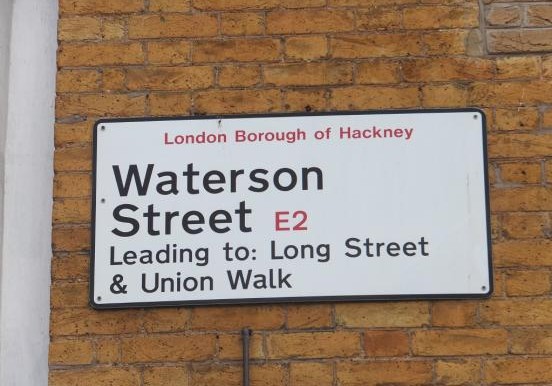 London Borough of Hackney
Waterson
Street E2
Leading to: Long Street
& Union Walk